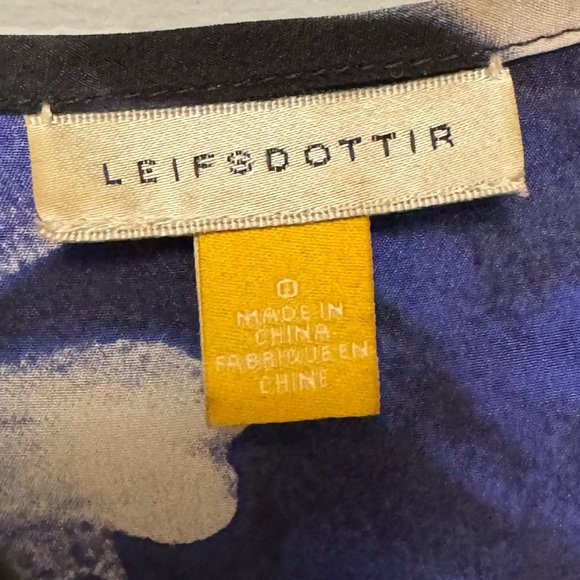 LEIFSDOTTIR
0
MADE IN
CHINA
FABRIQUE EN
CHINE